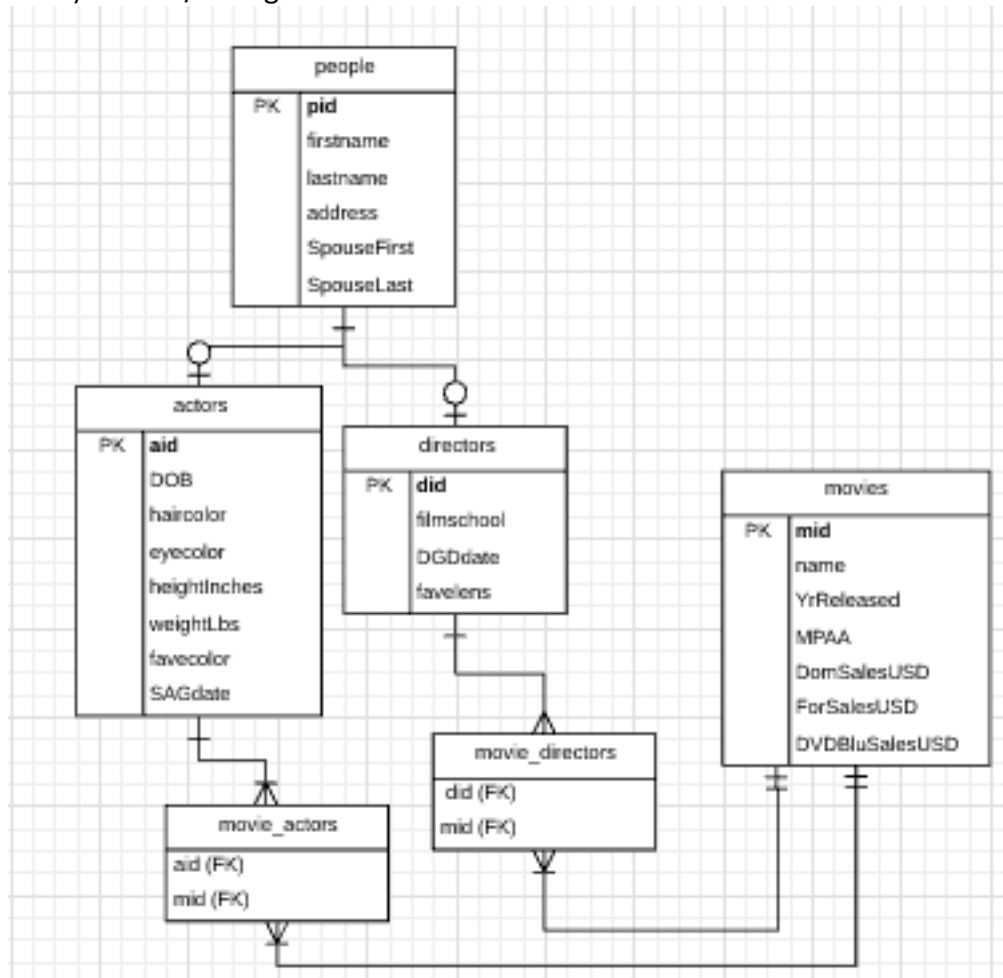 people
PK pid
firstname
lastname
address
SpouseFirst
SpouseLast
actors
PK aid
DOB
haircolor
eyecolor
heightInches
weightLbs
favecolor
SAGdate
directors
PK did
filmschool
DGDdate
favelens
movies
PK mid
name
YrReleased
MPAA
DomSalesUSD
ForSalesUSD
DVDBluSalesUSD
movie_directors
did (FK)
mid (FK)
movie_actors
aid (FK)
mid (FK)